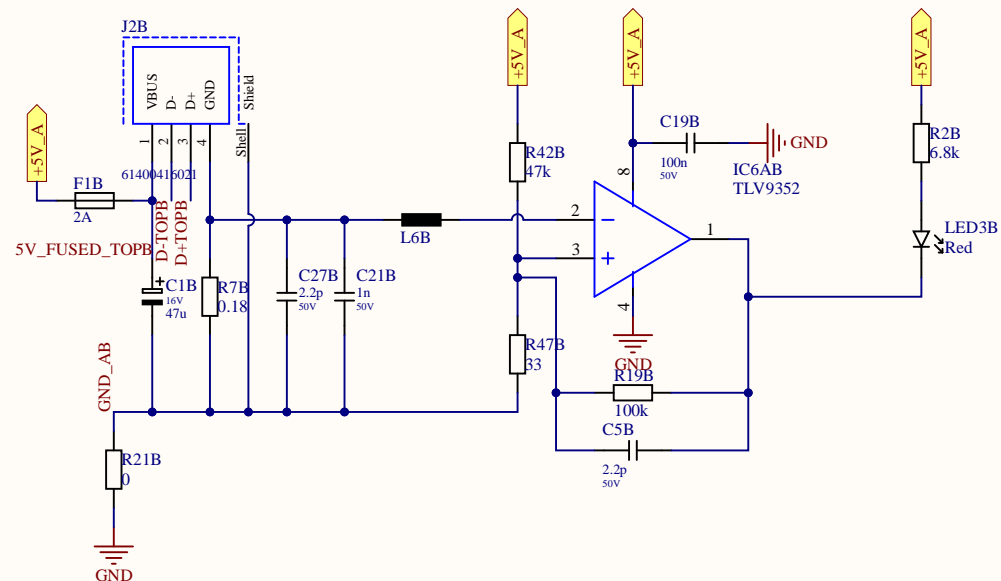 J2B
VBUS
D-
D+
GND
Shield
1
2
3
4
Shell
61400416021
+5V_A
F1B
2A
5V_FUSED_TOPB
D-TOPB
D+TOPB
C1B
16V
47u
+
R7B
0.18
C27B
2.2p
50V
C21B
1n
50V
L6B
+5V_A
R42B
47k
+5V_A
C19B
100n
50V
GND
IC6AB
TLV9352
8
2
3
1
4
GND
+5V_A
R2B
6.8k
LED3B
Red
R47B
33
R19B
100k
C5B
2.2p
50V
GND_AB
R21B
0
GND